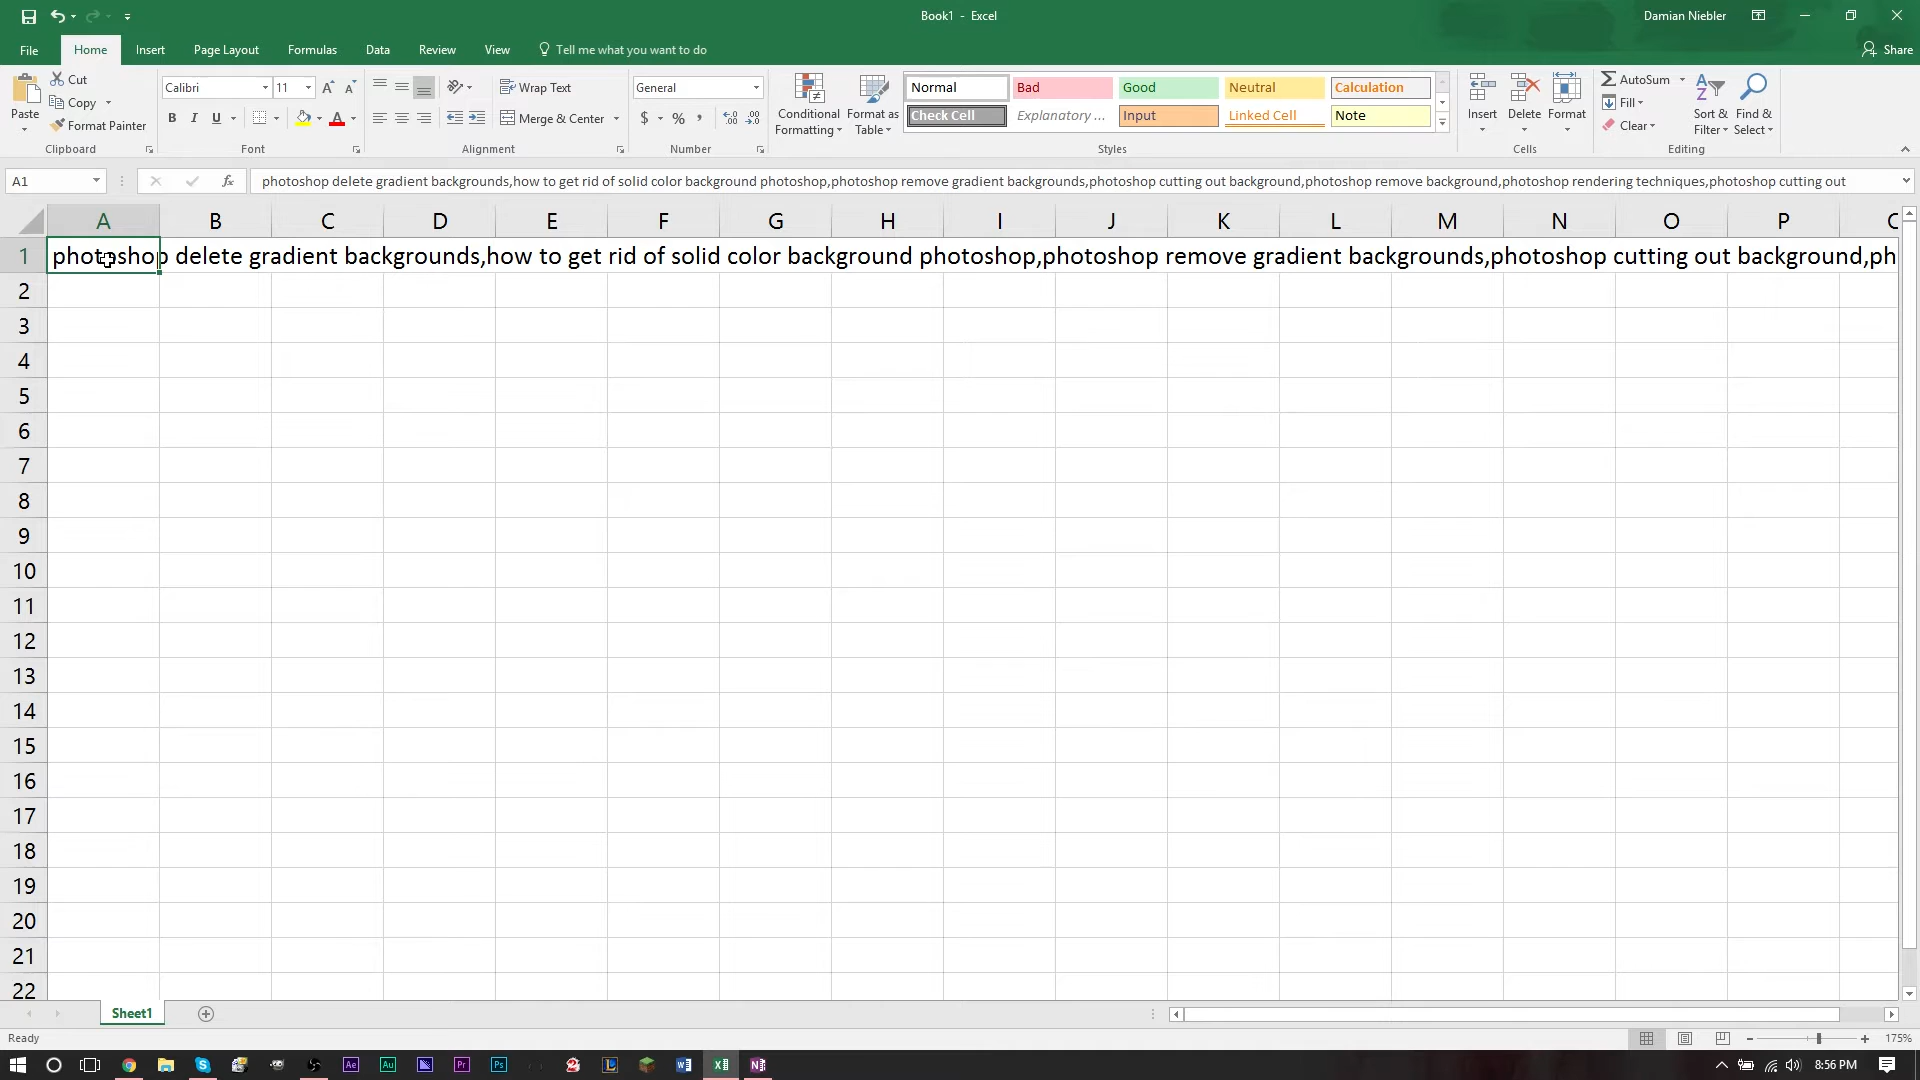 Book1 - Excel
Damian Niebler
File
Home
Insert
Page Layout
Formulas
Data
Review
View
Tell me what you want to do
Share
Paste
Cut
Copy
Format Painter
Clipboard
Calibri
11
B
I
U
Font
Wrap Text
Merge & Center
Alignment
General
$
%
Number
Conditional
Formatting
Format as
Table
Normal
Bad
Good
Neutral
Calculation
Check Cell
Explanatory ...
Input
Linked Cell
Note
Styles
Insert
Delete
Format
Cells
AutoSum
Fill
Clear
Sort &
Filter
Find &
Select
Editing
A1
fx
photoshop delete gradient backgrounds,how to get rid of solid color background photoshop,photoshop remove gradient backgrounds,photoshop cutting out background,photoshop remove background,photoshop rendering techniques,photoshop cutting out
A B C D E F G H I J K L M N O P
1 photoshop delete gradient backgrounds,how to get rid of solid color background photoshop,photoshop remove gradient backgrounds,photoshop cutting out background,ph
2
3
4
5
6
7
8
9
10
11
12
13
14
15
16
17
18
19
20
21
22
Sheet1
Ready
175%
Ae
Au
Pr
Ps
8:56 PM